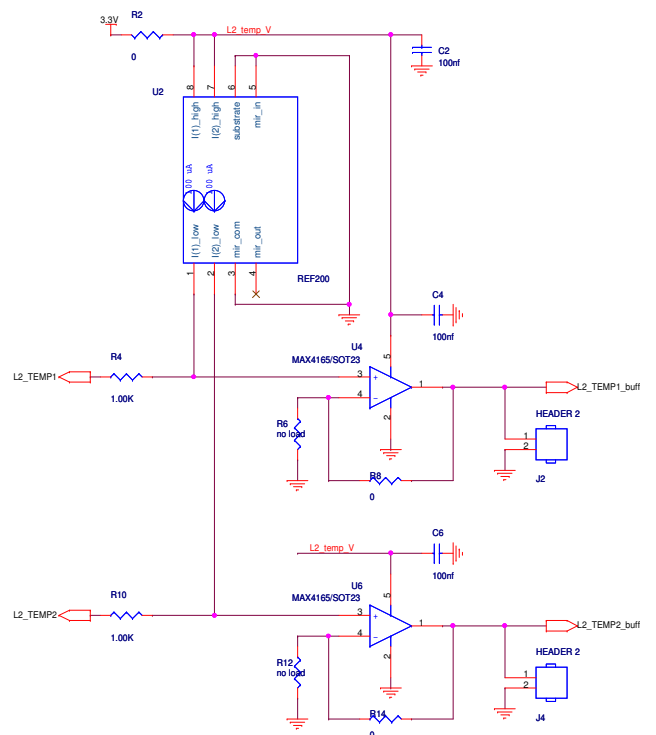 R2
3.3V
L2_temp_V
0
C2
100nf
U2
8
7
6
5
I(1)_high
I(2)_high
substrate
mir_in
00 uA
00 uA
I(1)_low
I(2)_low
mir_com
mir_out
1
2
3
4
REF200
C4
100nf
U4
MAX4165/SOT23
5
R4
L2_TEMP1
1.00K
3
+
4
-
1
2
L2_TEMP1_buff
R6
no load
HEADER 2
1
2
J2
R8
0
C6
L2_temp_V
100nf
U6
MAX4165/SOT23
5
R10
L2_TEMP2
1.00K
3
+
4
-
1
2
L2_TEMP2_buff
R12
no load
HEADER 2
1
2
J4
R14